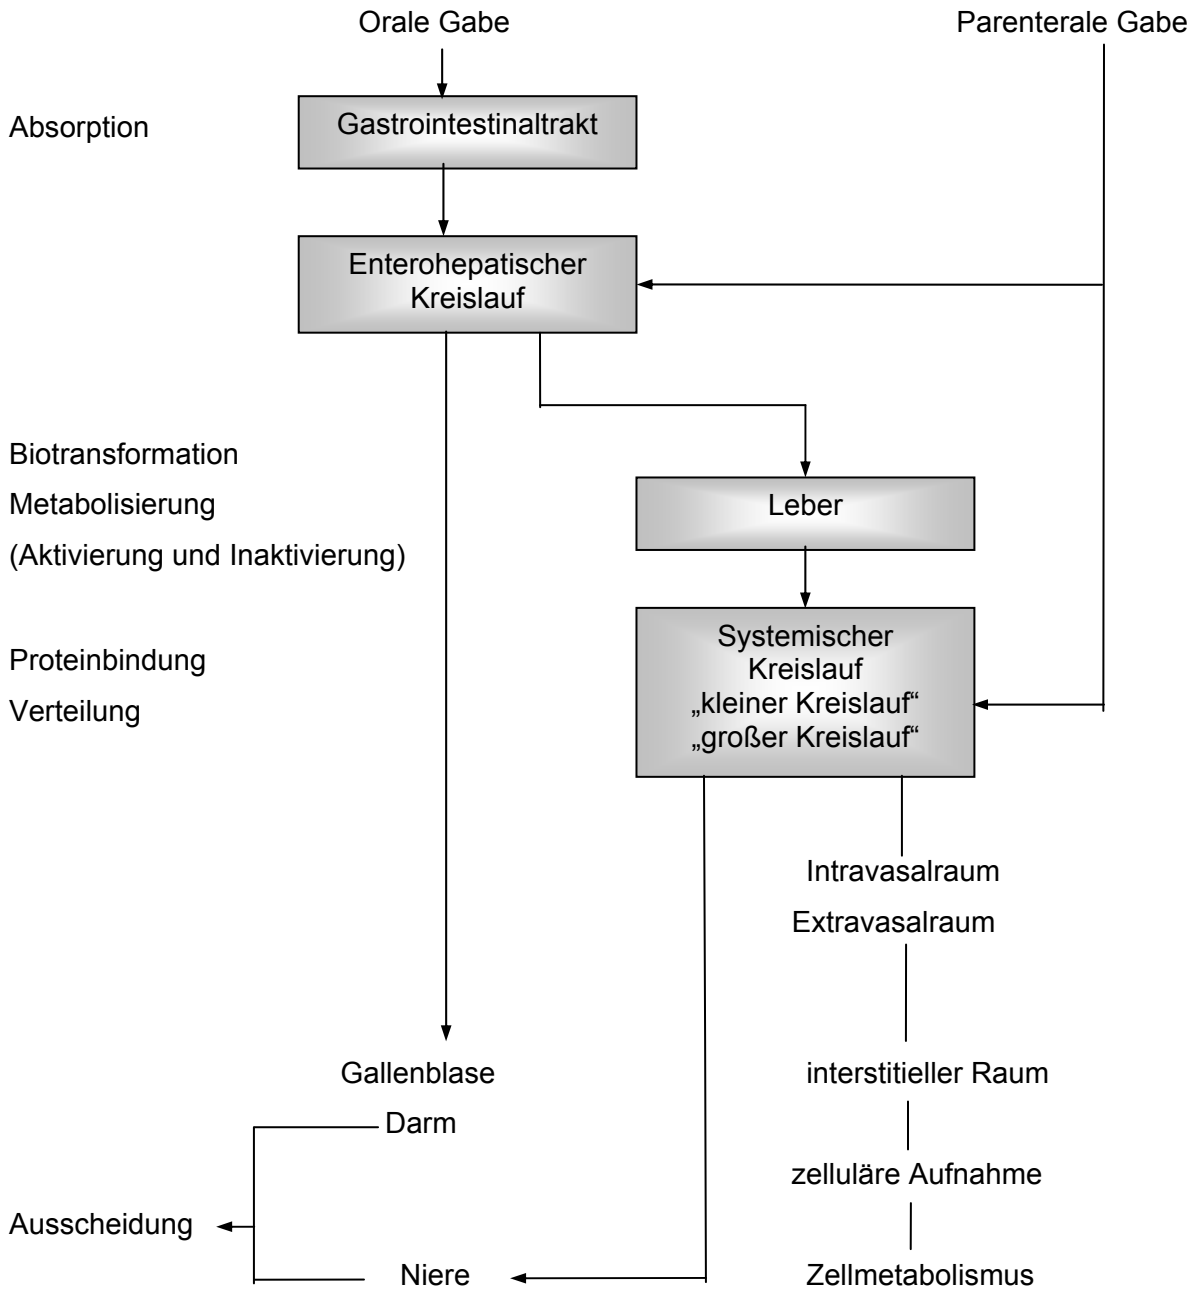 Orale Gabe
Parenterale Gabe
Absorption
Gastrointestinaltrakt
Enterohepatischer
Kreislauf
Biotransformation
Metabolisierung
(Aktivierung und Inaktivierung)
Leber
Proteinbindung
Verteilung
Systemischer
Kreislauf
„kleiner Kreislauf“
„großer Kreislauf“
Intravasalraum
Extravasalraum
Gallenblase
Darm
interstitieller Raum
zelluläre Aufnahme
Ausscheidung
Niere
Zellmetabolismus